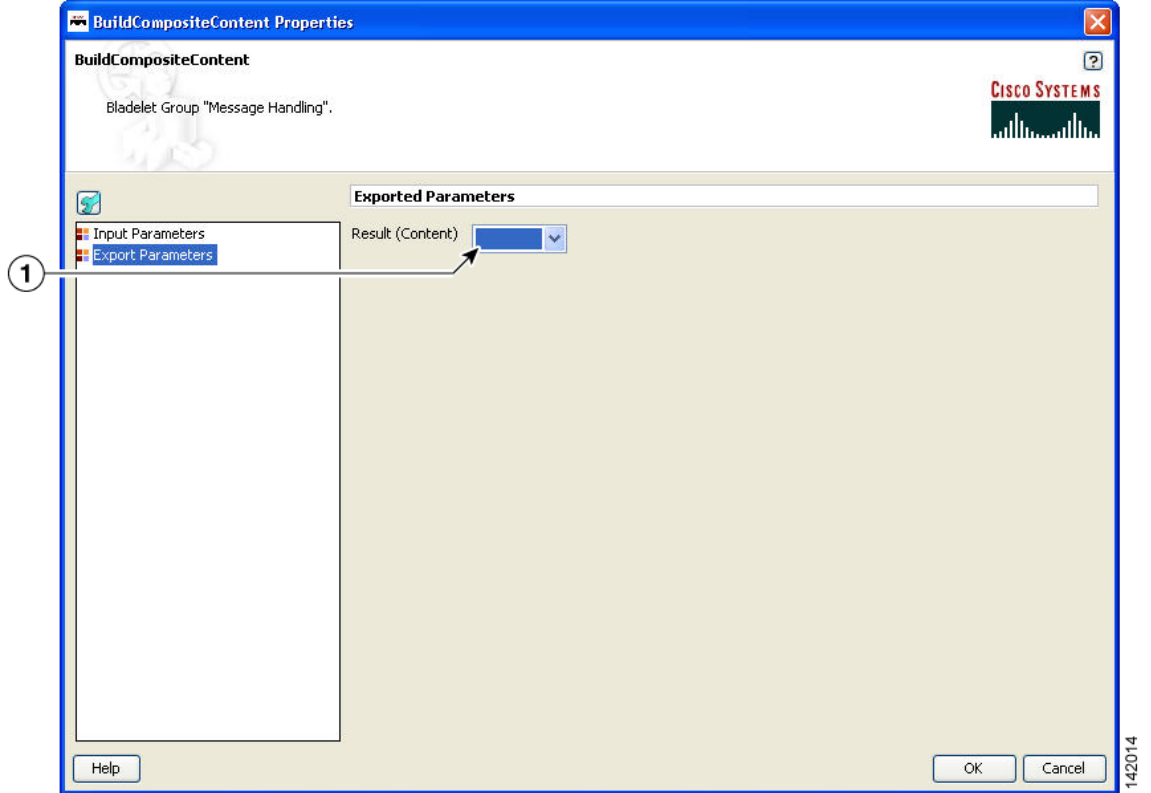 BuildCompositeContent Properties
BuildCompositeContent
?
Bladelet Group "Message Handling".
CISCO SYSTEMS
Exported Parameters
Input Parameters
Result (Content)
Export Parameters
1
Help
OK
Cancel
142014